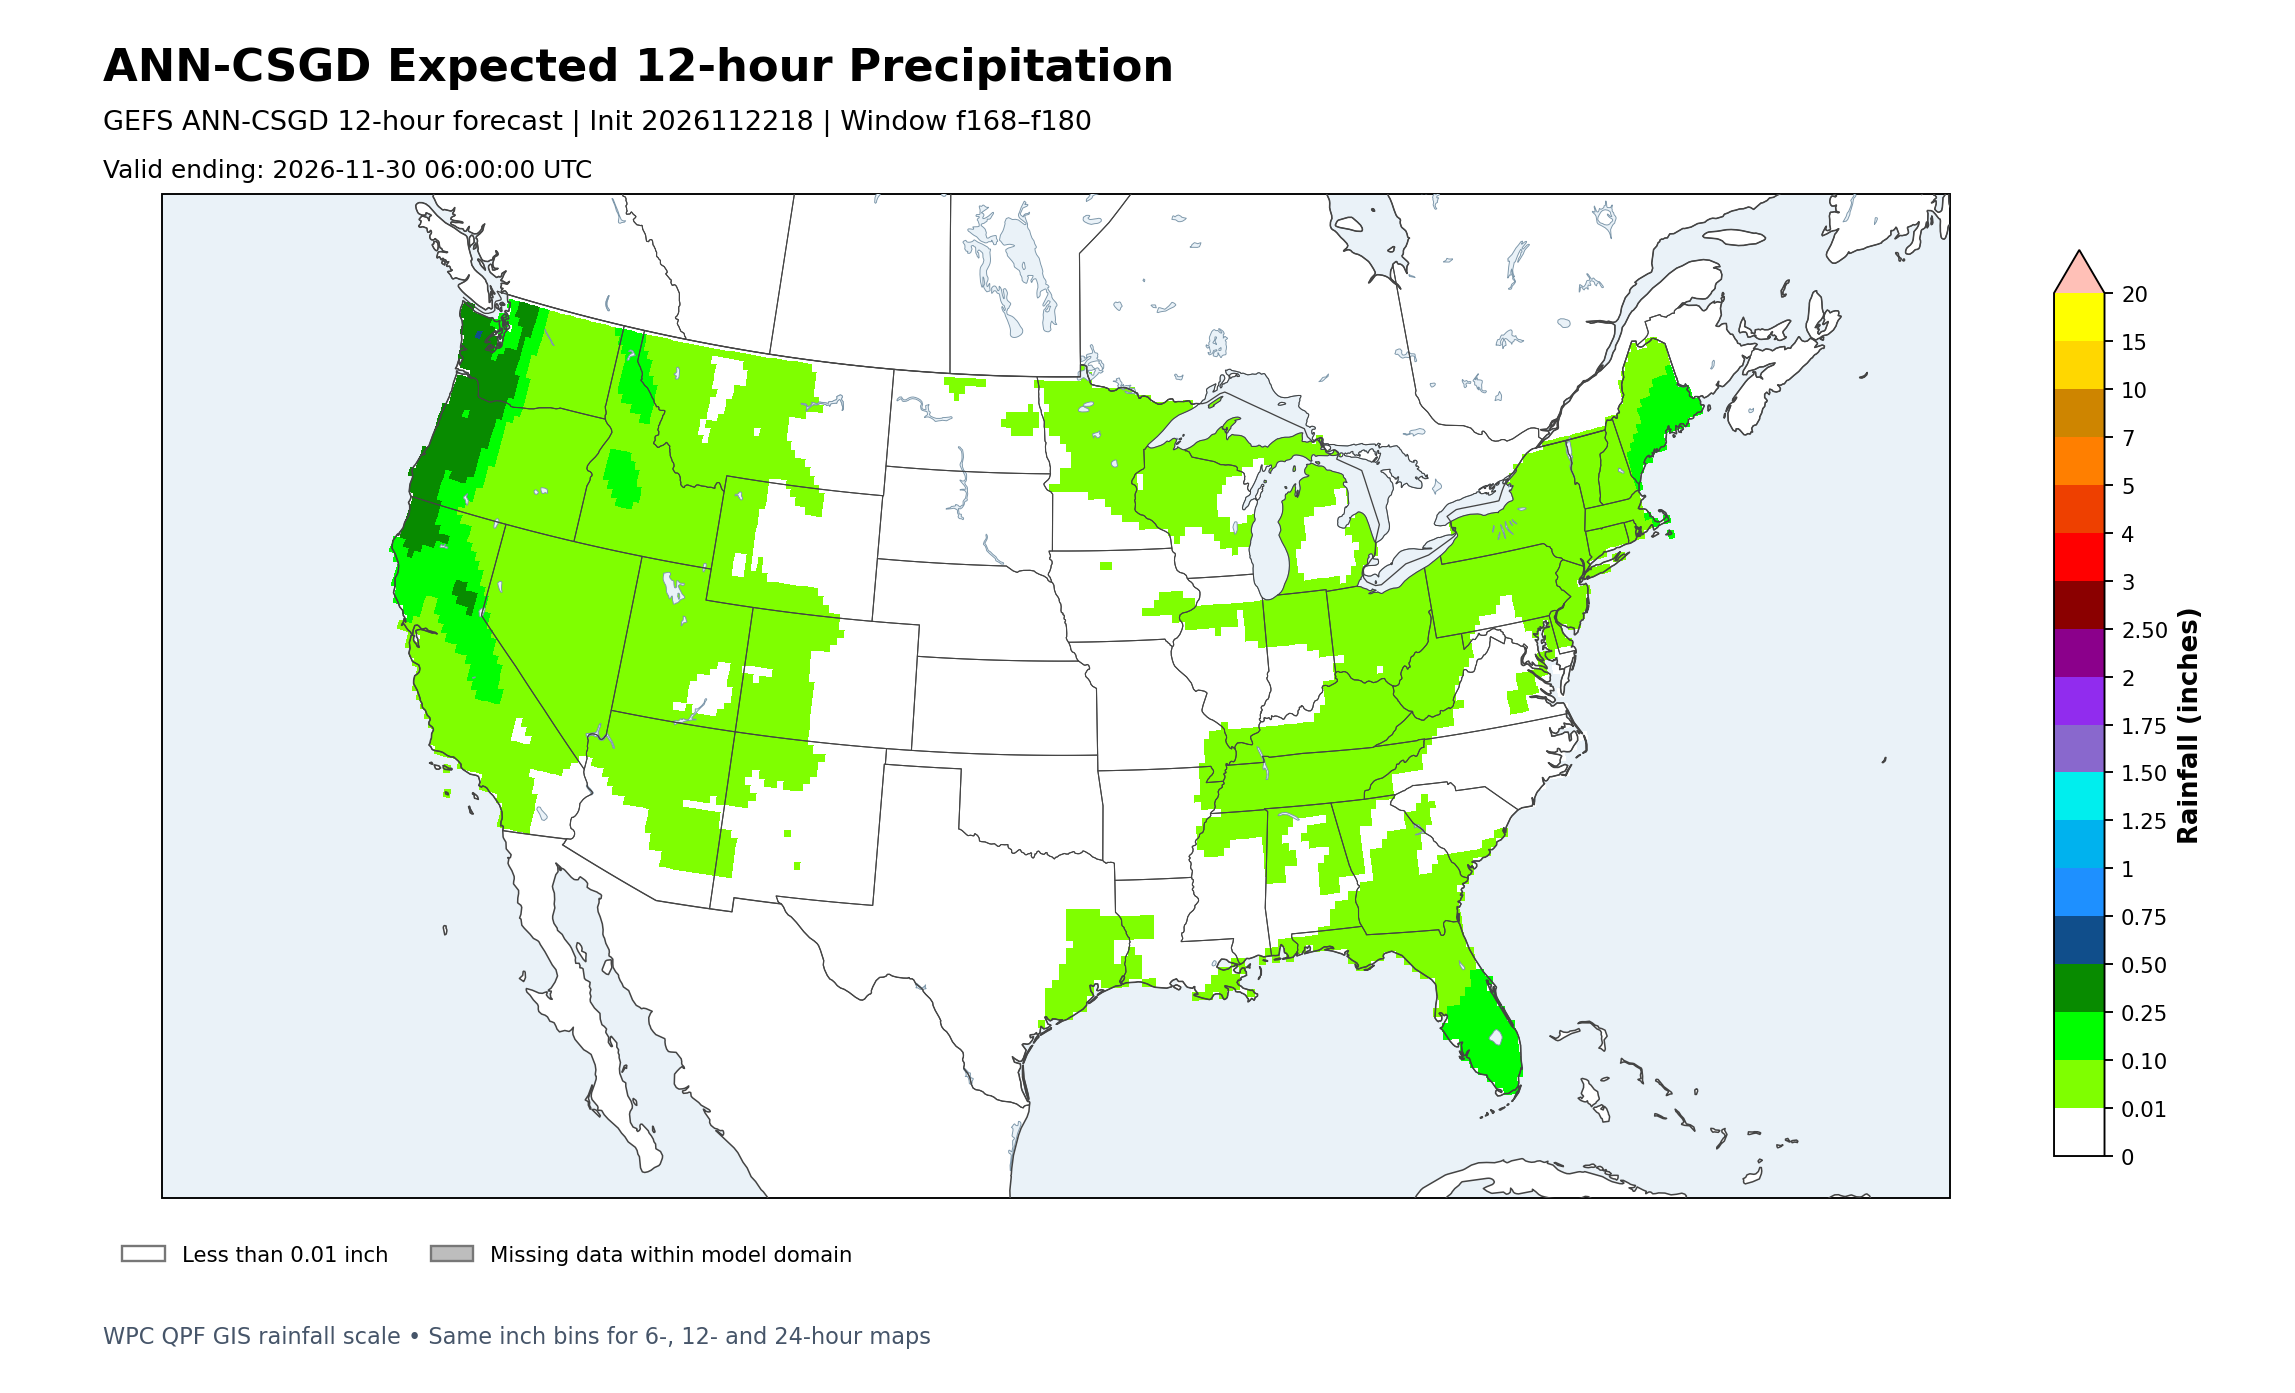 ANN-CSGD Expected 12-hour Precipitation
GEFS ANN-CSGD 12-hour forecast | Init 2026112218 | Window f168–f180
Valid ending: 2026-11-30 06:00:00 UTC
20
15
10
7
5
4
3
2.50
2
1.75
1.50
1.25
1
0.75
0.50
0.25
0.10
0.01
0
Rainfall (inches)
Less than 0.01 inch
Missing data within model domain
WPC QPF GIS rainfall scale • Same inch bins for 6-, 12- and 24-hour maps